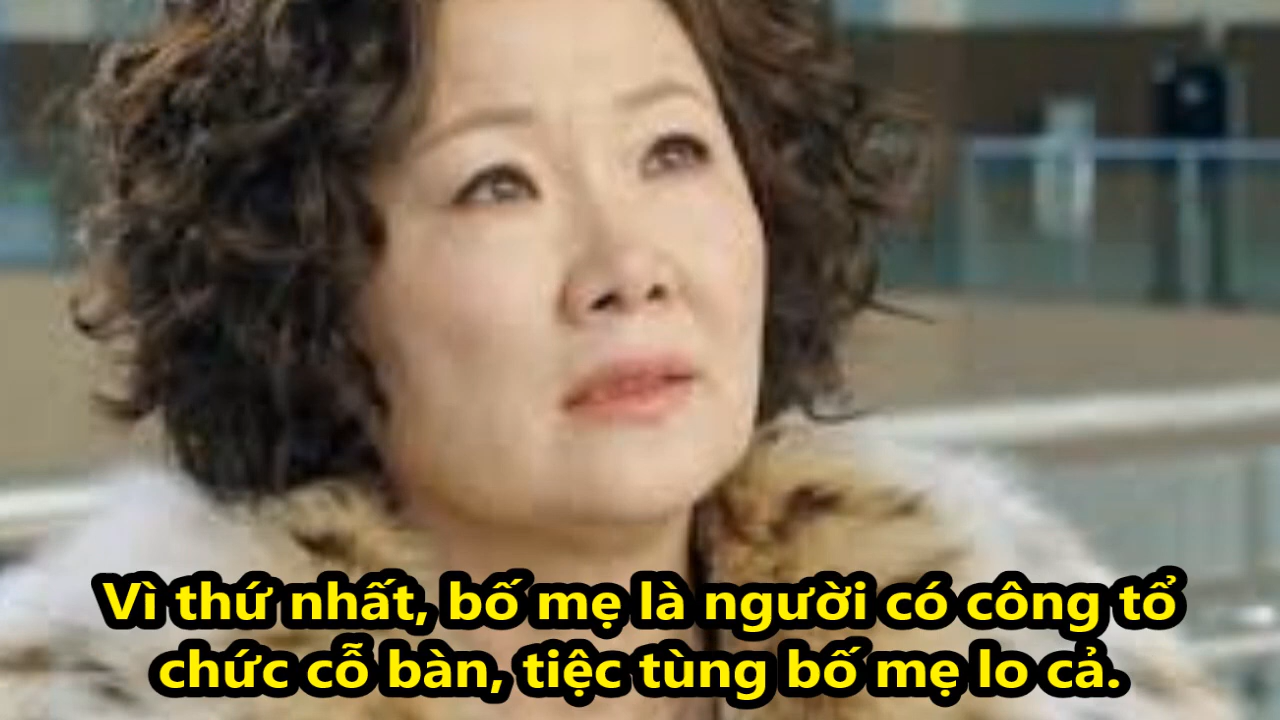 Vì thứ nhất, bố mẹ là người có công tổ
chức cỗ bàn, tiệc tùng bố mẹ lo cả.